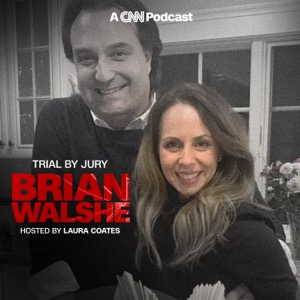 A CNN Podcast
TRIAL BY JURY
BRIAN
WALSHE
HOSTED BY LAURA COATES